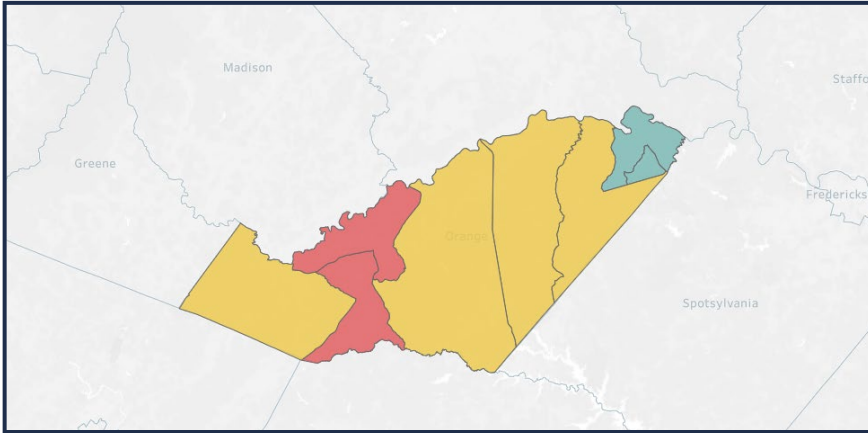 Madison
Staffo
Greene
Fredericks
Orange
Spotsylvania